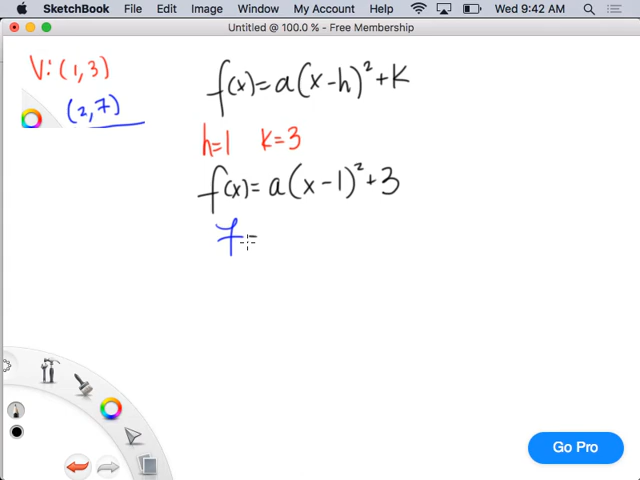 SketchBook File Edit Image Window My Account Help Wed 9:42 AM
Untitled @ 100.0 % - Free Membership
V: (1,3)
(2,7)
f(x)=a(x-h)²+K
h=1 K=3
f(x)=a(x-1)²+3
7=
Go Pro